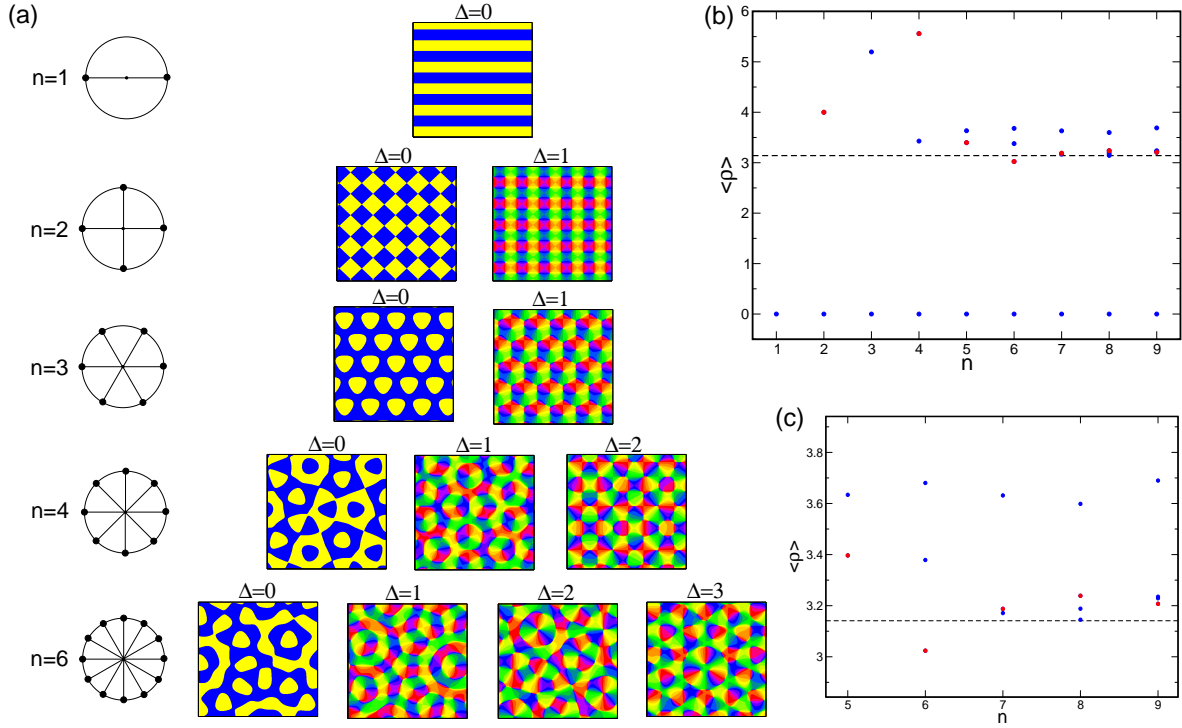 (a)
n=1
Δ=0
n=2
Δ=0 Δ=1
n=3
Δ=0 Δ=1
n=4
Δ=0 Δ=1 Δ=2
n=6
Δ=0 Δ=1 Δ=2 Δ=3
(b)
6
5
4
3
2
1
0
<ρ>
1 2 3 4 5 6 7 8 9
n
(c)
3.8
3.6
3.4
3.2
3
<ρ>
5 6 7 8 9
n